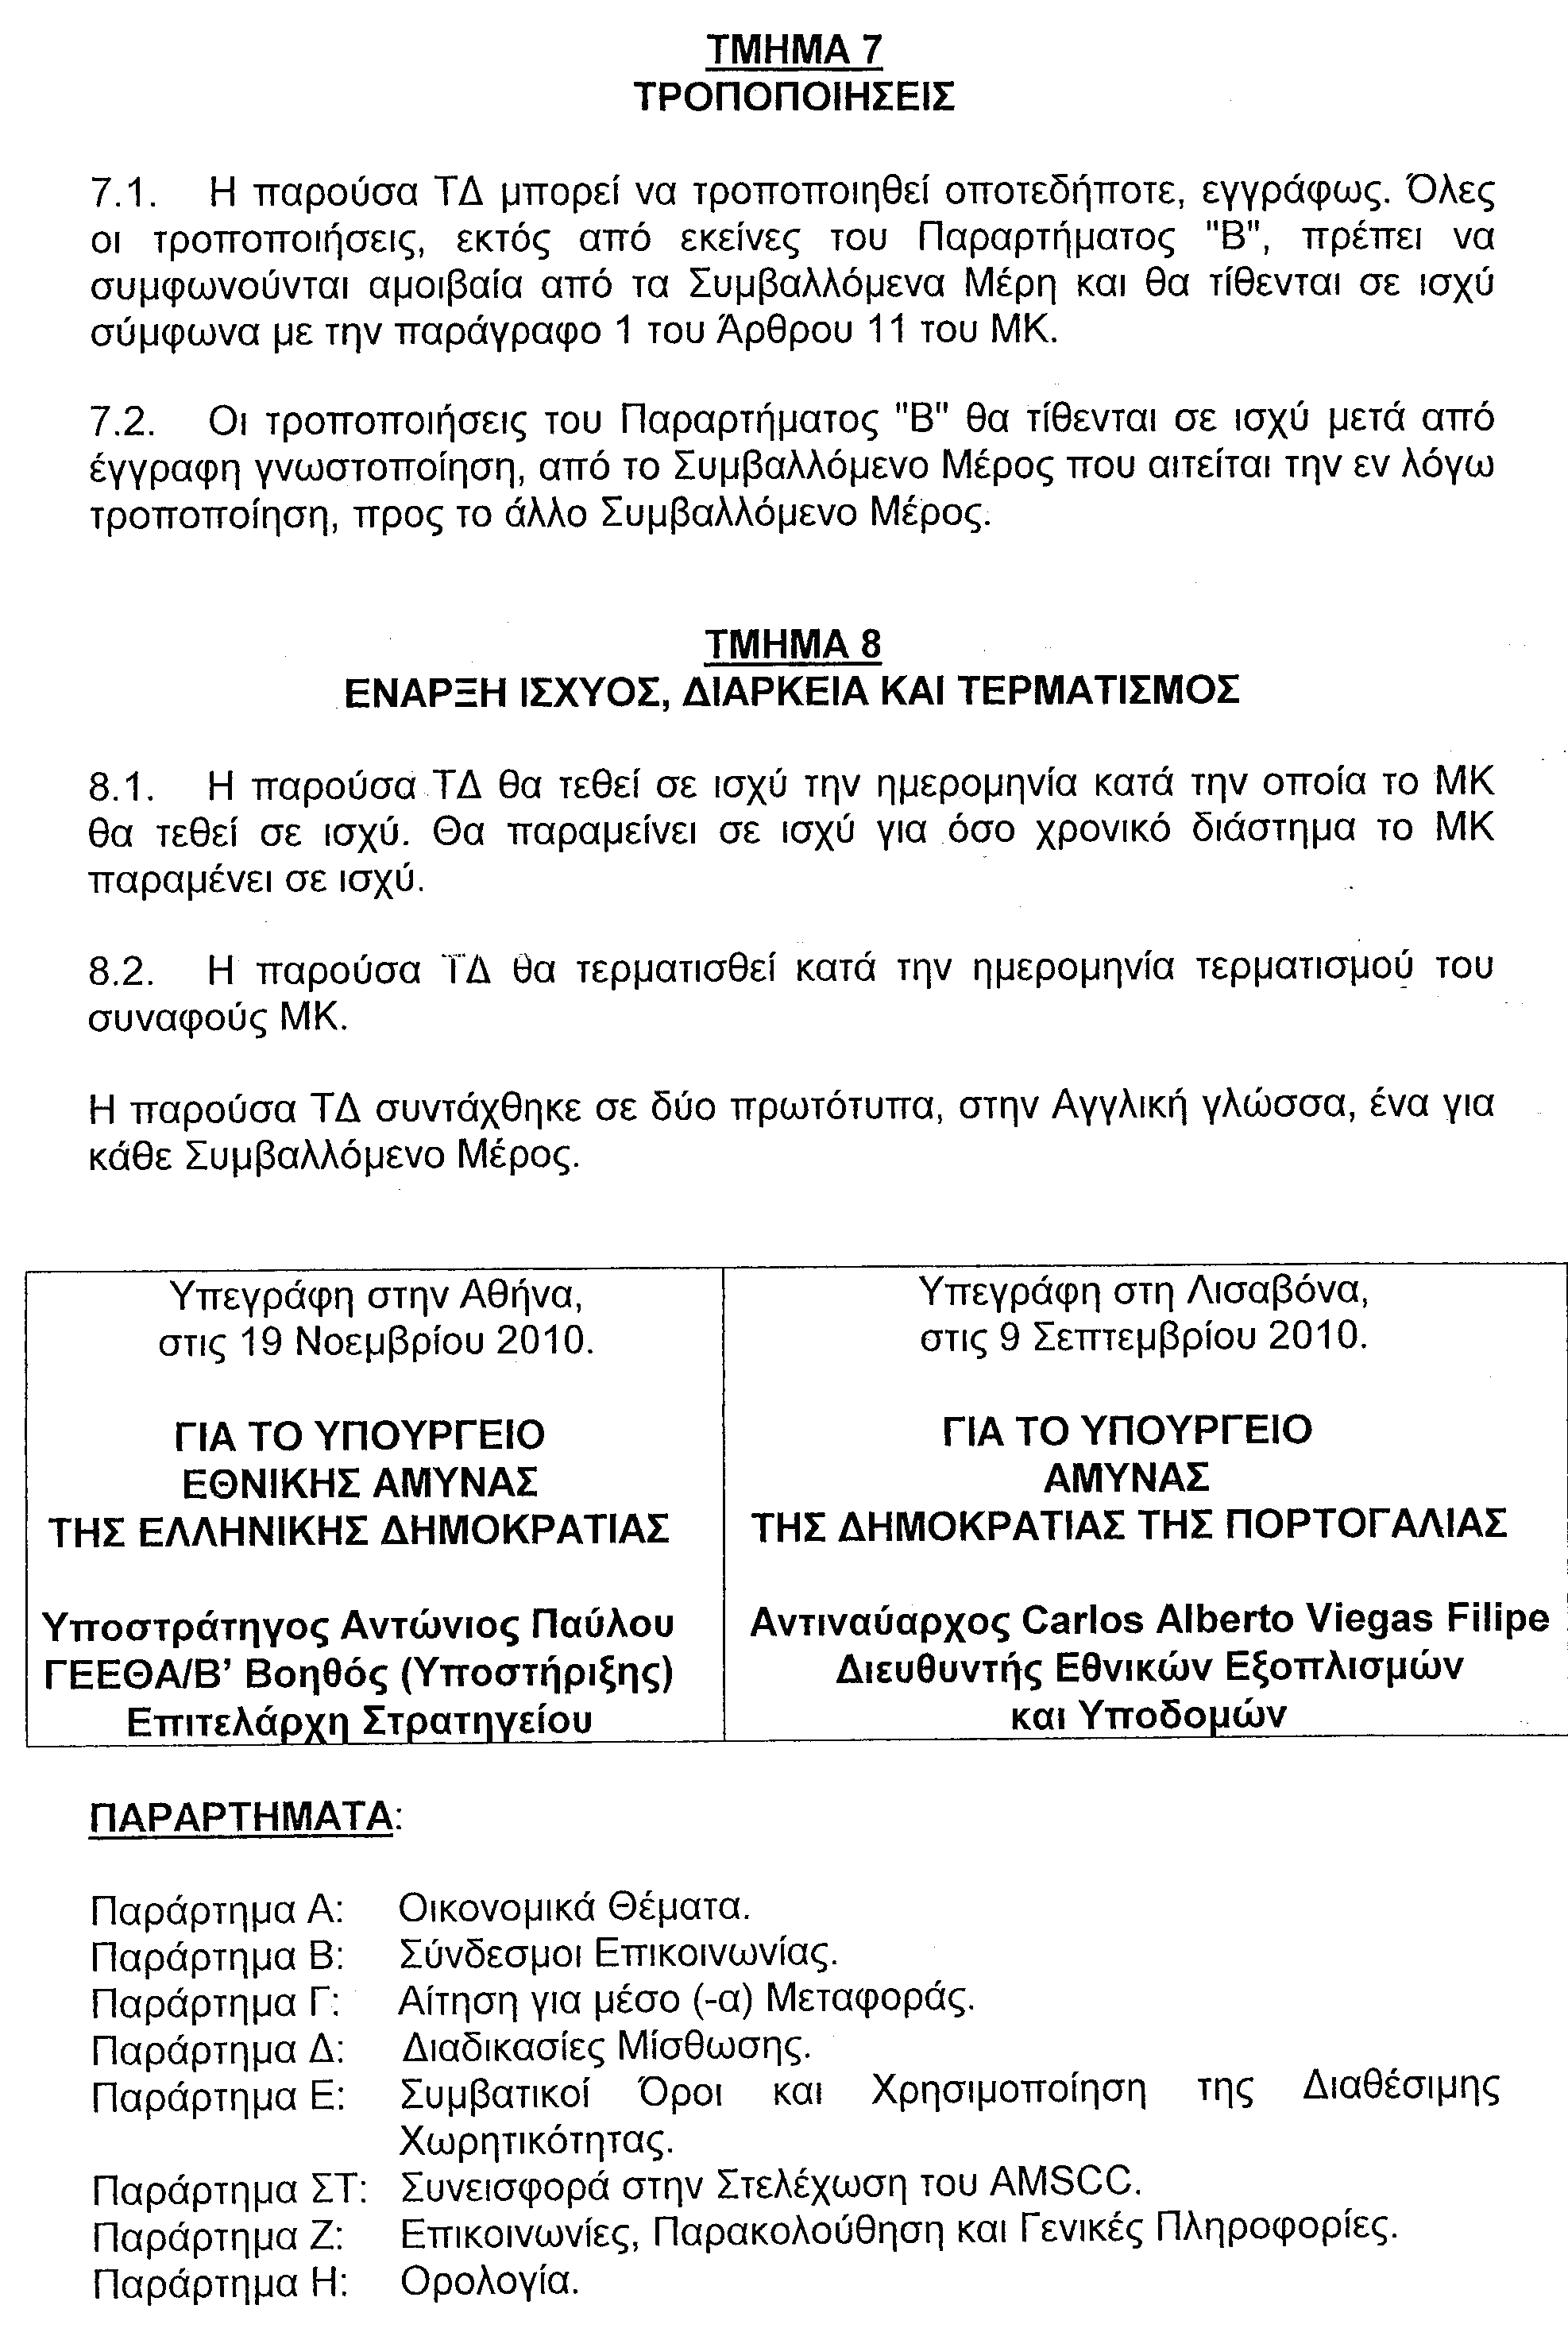 ΤΜΗΜΑ 7
ΤΡΟΠΟΠΟΙΗΣΕΙΣ
7.1. Η παρούσα ΤΔ μπορεί να τροποποιηθεί οποτεδήποτε, εγγράφως. Όλες
οι τροποποιήσεις, εκτός από εκείνες του Παραρτήματος "Β", πρέπει να
συμφωνούνται αμοιβαία από τα Συμβαλλόμενα Μέρη και θα τίθενται σε ισχύ
σύμφωνα με την παράγραφο 1 του Άρθρου 11 του ΜΚ.
7.2. Οι τροποποιήσεις του Παραρτήματος "Β" θα τίθενται σε ισχύ μετά από
έγγραφη γνωστοποίηση, από το Συμβαλλόμενο Μέρος που αιτείται την εν λόγω
τροποποίηση, προς το άλλο Συμβαλλόμενο Μέρος.
ΤΜΗΜΑ 8
ΕΝΑΡΞΗ ΙΣΧΥΟΣ, ΔΙΑΡΚΕΙΑ ΚΑΙ ΤΕΡΜΑΤΙΣΜΟΣ
8.1. Η παρούσα ΤΔ θα τεθεί σε ισχύ την ημερομηνία κατά την οποία το ΜΚ
θα τεθεί σε ισχύ. Θα παραμείνει σε ισχύ για όσο χρονικό διάστημα το ΜΚ
παραμένει σε ισχύ.
8.2. Η παρούσα ΤΔ θα τερματισθεί κατά την ημερομηνία τερματισμού του
συναφούς ΜΚ.
Η παρούσα ΤΔ συντάχθηκε σε δύο πρωτότυπα, στην Αγγλική γλώσσα, ένα για
κάθε Συμβαλλόμενο Μέρος.
Υπεγράφη στην Αθήνα,
στις 19 Νοεμβρίου 2010.
ΓΙΑ ΤΟ ΥΠΟΥΡΓΕΙΟ
ΕΘΝΙΚΗΣ ΑΜΥΝΑΣ
ΤΗΣ ΕΛΛΗΝΙΚΗΣ ΔΗΜΟΚΡΑΤΙΑΣ
Υποστράτηγος Αντώνιος Παύλου
ΓΕΕΘΑ/Β' Βοηθός (Υποστήριξης)
Επιτελάρχη Στρατηγείου
Υπεγράφη στη Λισαβόνα,
στις 9 Σεπτεμβρίου 2010.
ΓΙΑ ΤΟ ΥΠΟΥΡΓΕΙΟ
ΑΜΥΝΑΣ
ΤΗΣ ΔΗΜΟΚΡΑΤΙΑΣ ΤΗΣ ΠΟΡΤΟΓΑΛΙΑΣ
Αντιναύαρχος Carlos Alberto Viegas Filipe
Διευθυντής Εθνικών Εξοπλισμών
και Υποδομών
ΠΑΡΑΡΤΗΜΑΤΑ:
Παράρτημα Α: Οικονομικά Θέματα.
Παράρτημα Β: Σύνδεσμοι Επικοινωνίας.
Παράρτημα Γ: Αίτηση για μέσο (-α) Μεταφοράς.
Παράρτημα Δ: Διαδικασίες Μίσθωσης.
Παράρτημα Ε: Συμβατικοί Όροι και Χρησιμοποίηση της Διαθέσιμης
Χωρητικότητας.
Παράρτημα ΣΤ: Συνεισφορά στην Στελέχωση του AMSCC.
Παράρτημα Ζ: Επικοινωνίες, Παρακολούθηση και Γενικές Πληροφορίες.
Παράρτημα Η: Ορολογία.